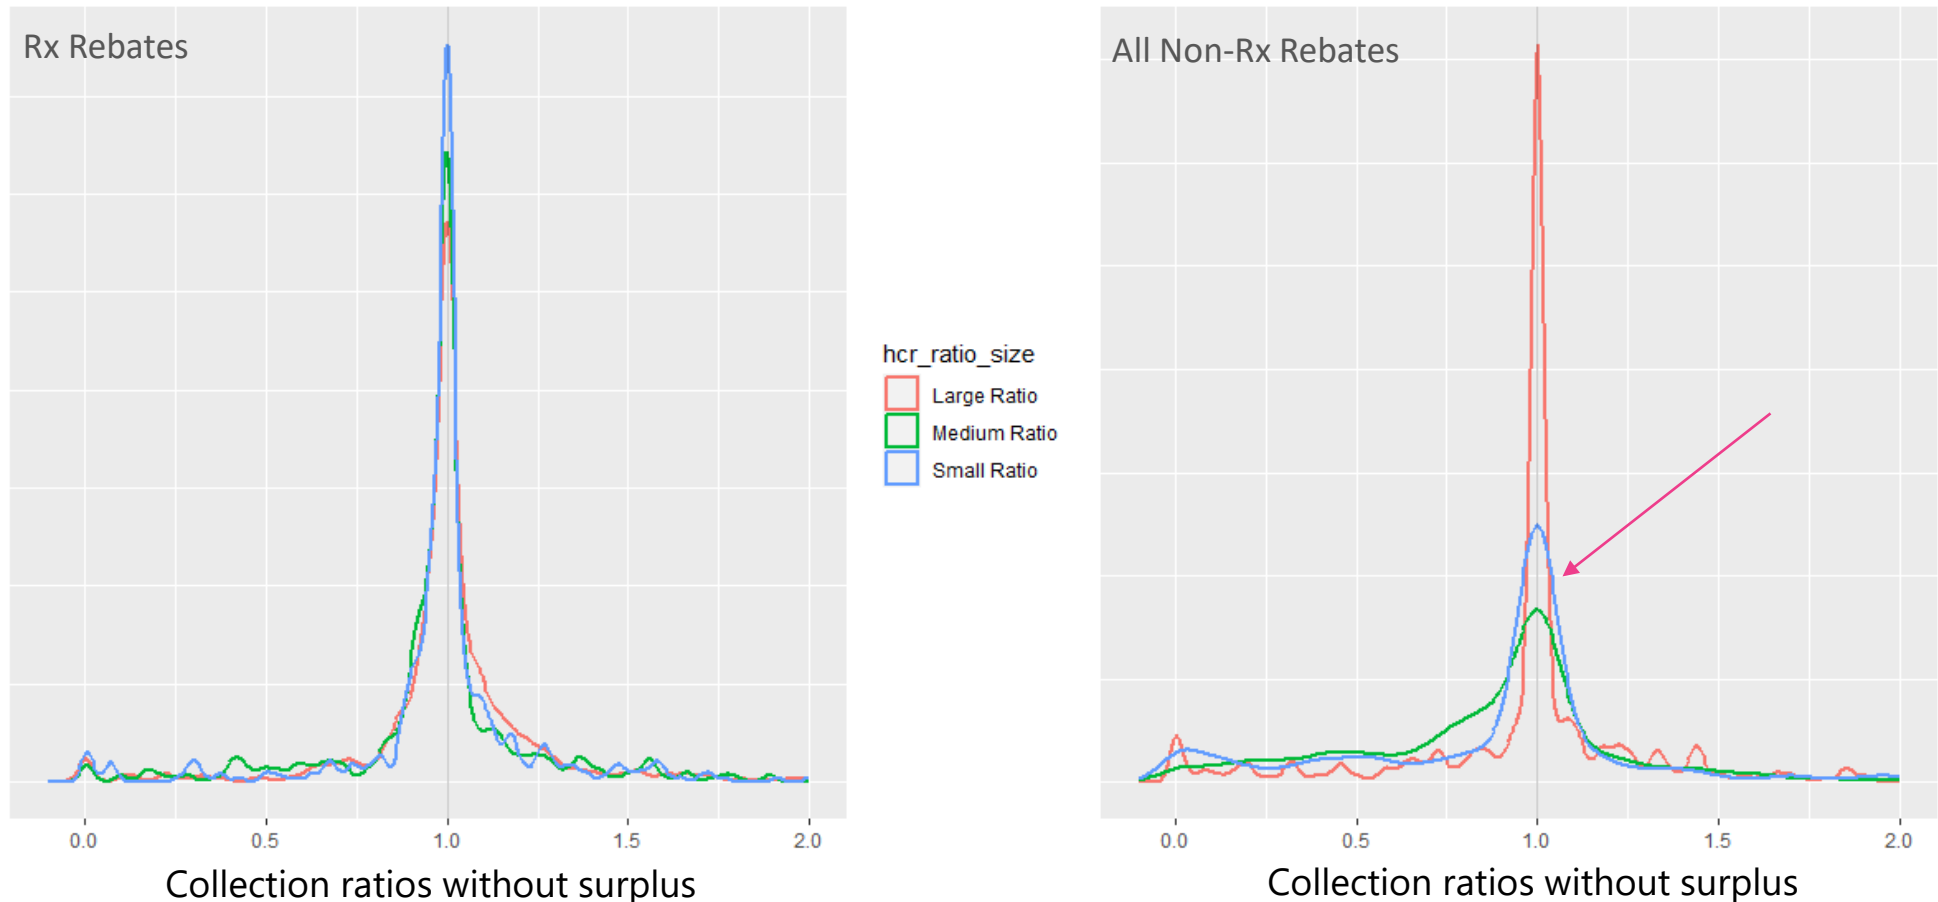 Rx Rebates
0.0 0.5 1.0 1.5 2.0
Collection ratios without surplus
hcr_ratio_size
Large Ratio
Medium Ratio
Small Ratio
All Non-Rx Rebates
0.0 0.5 1.0 1.5 2.0
Collection ratios without surplus